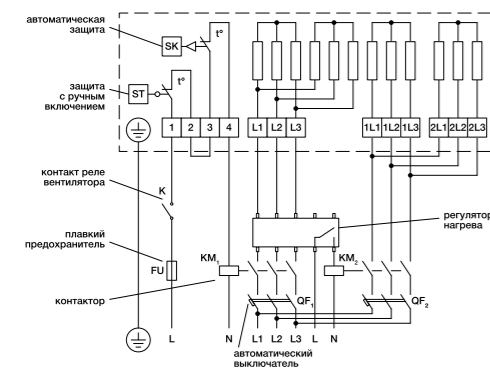 автоматическая
защита
SK
t°
защита
с ручным
включением
ST
t°
1 2 3 4 L1 L2 L3 1L1 1L2 1L3 2L1 2L2 2L3
контакт реле
вентилятора
K
регулятор
нагрева
плавкий
предохранитель
FU
KM1
KM2
контактор
QF1
QF2
L N L1 L2 L3 L N
автоматический
выключатель